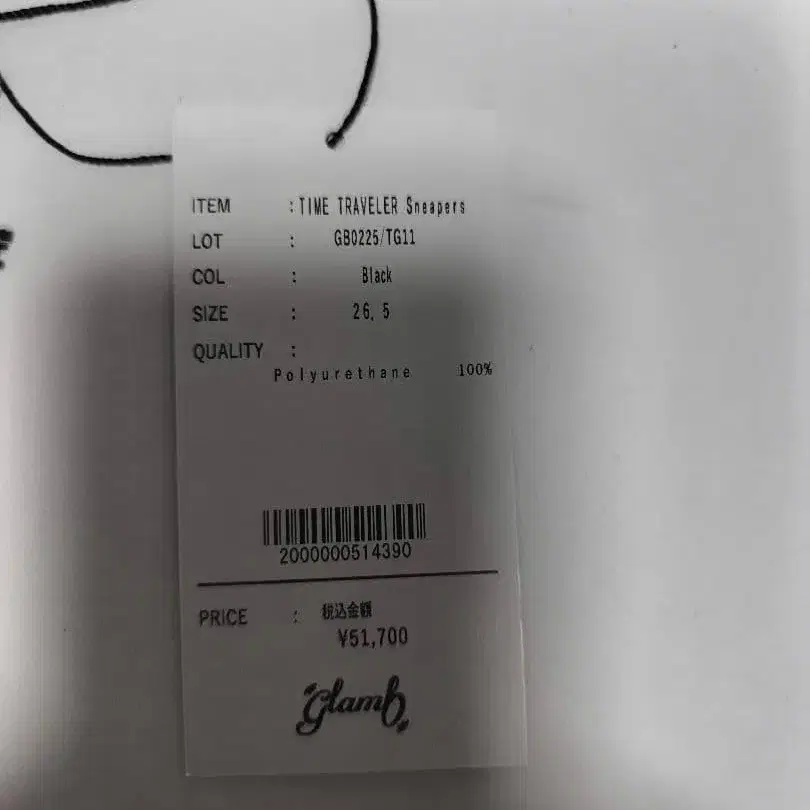 ITEM : TIME TRAVELER Sneapers
LOT : GB0225/TG11
COL : Black
SIZE : 26.5
QUALITY :
Polyurethane 100%
2000000514390
PRICE : 税込金額
¥51,700
glamb